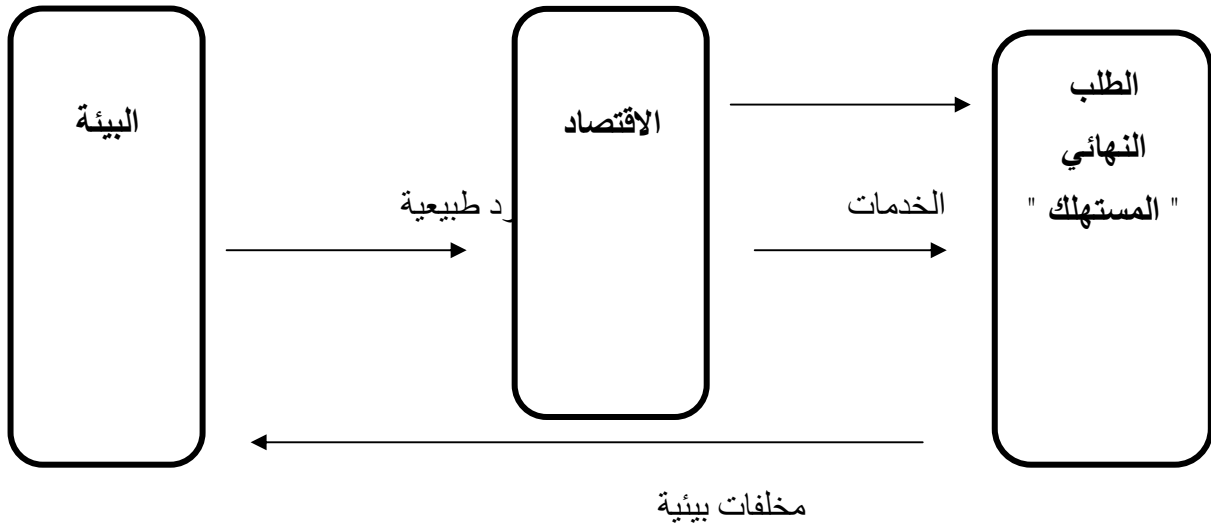 البيئة
الاقتصاد
الطلب
النهائي
" المستهلك "
طبيعية
الخدمات
مخلفات بيئية